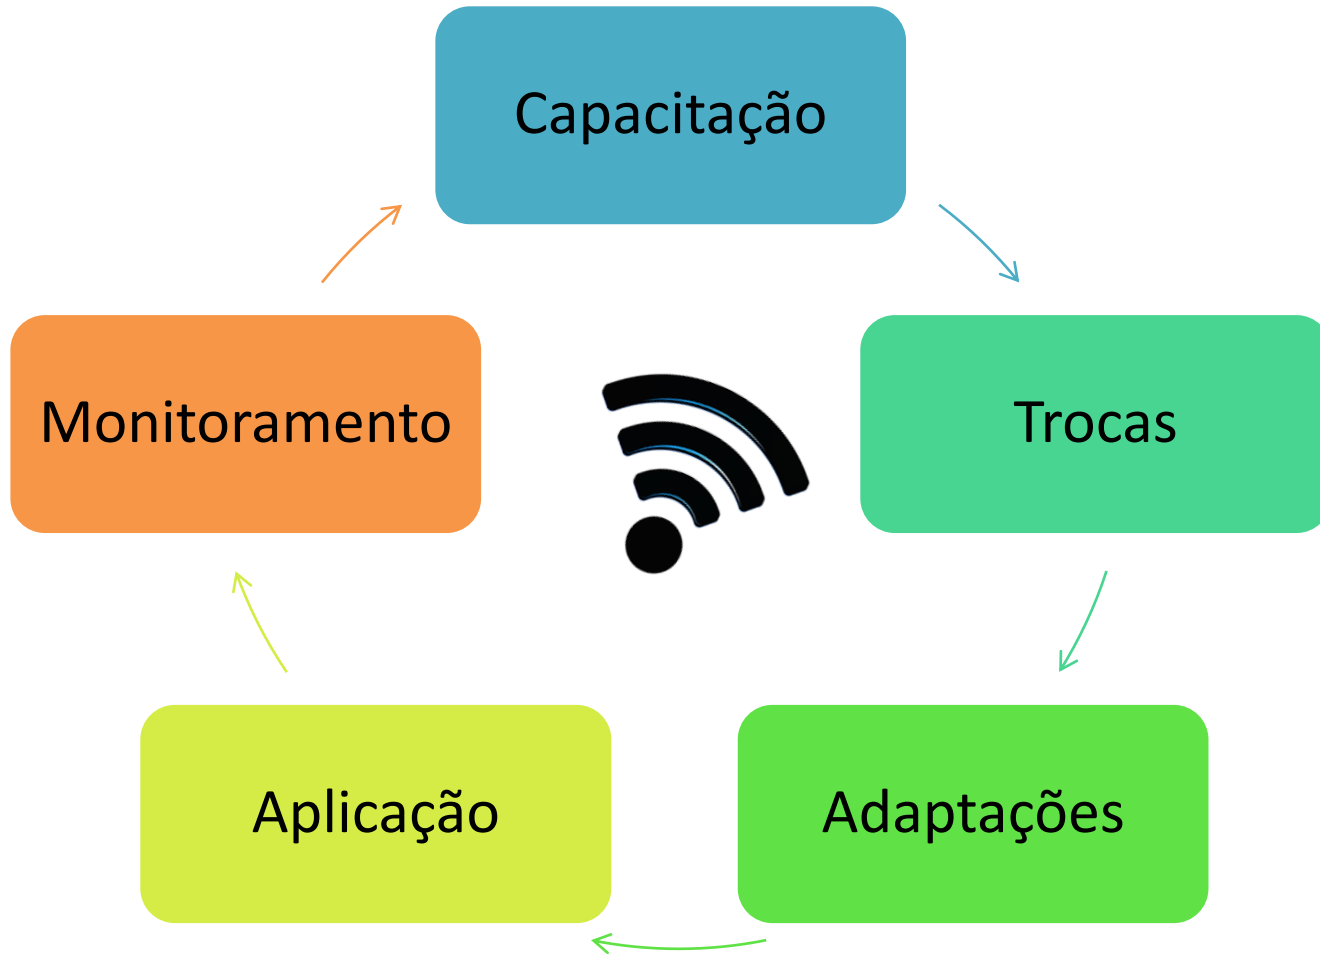 Capacitação
Trocas
Adaptações
Aplicação
Monitoramento